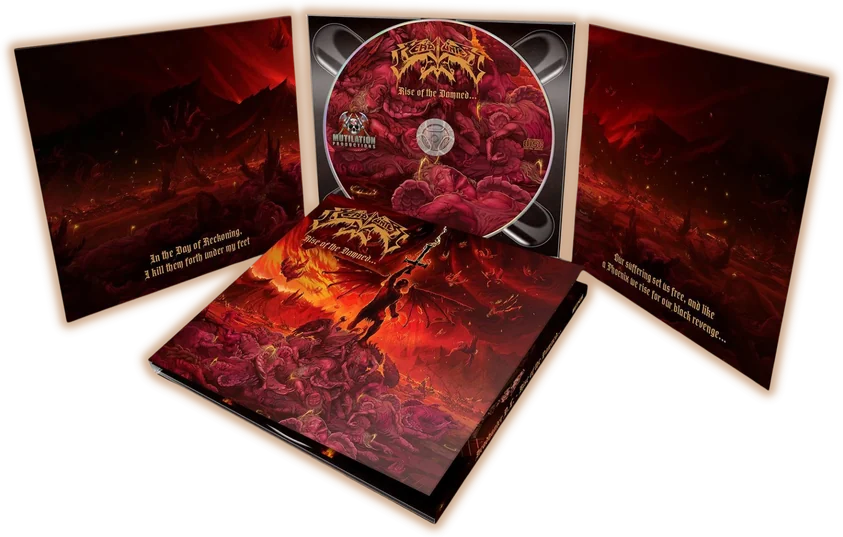 In the Day of Reckoning,
I kill them forth under my feet
Rise of the Damned...
MUTILATION
PRODUCTIONS
Rise of the Damned...
Our suffering set us free, and like
a Phoenix we rise for our black revenge...